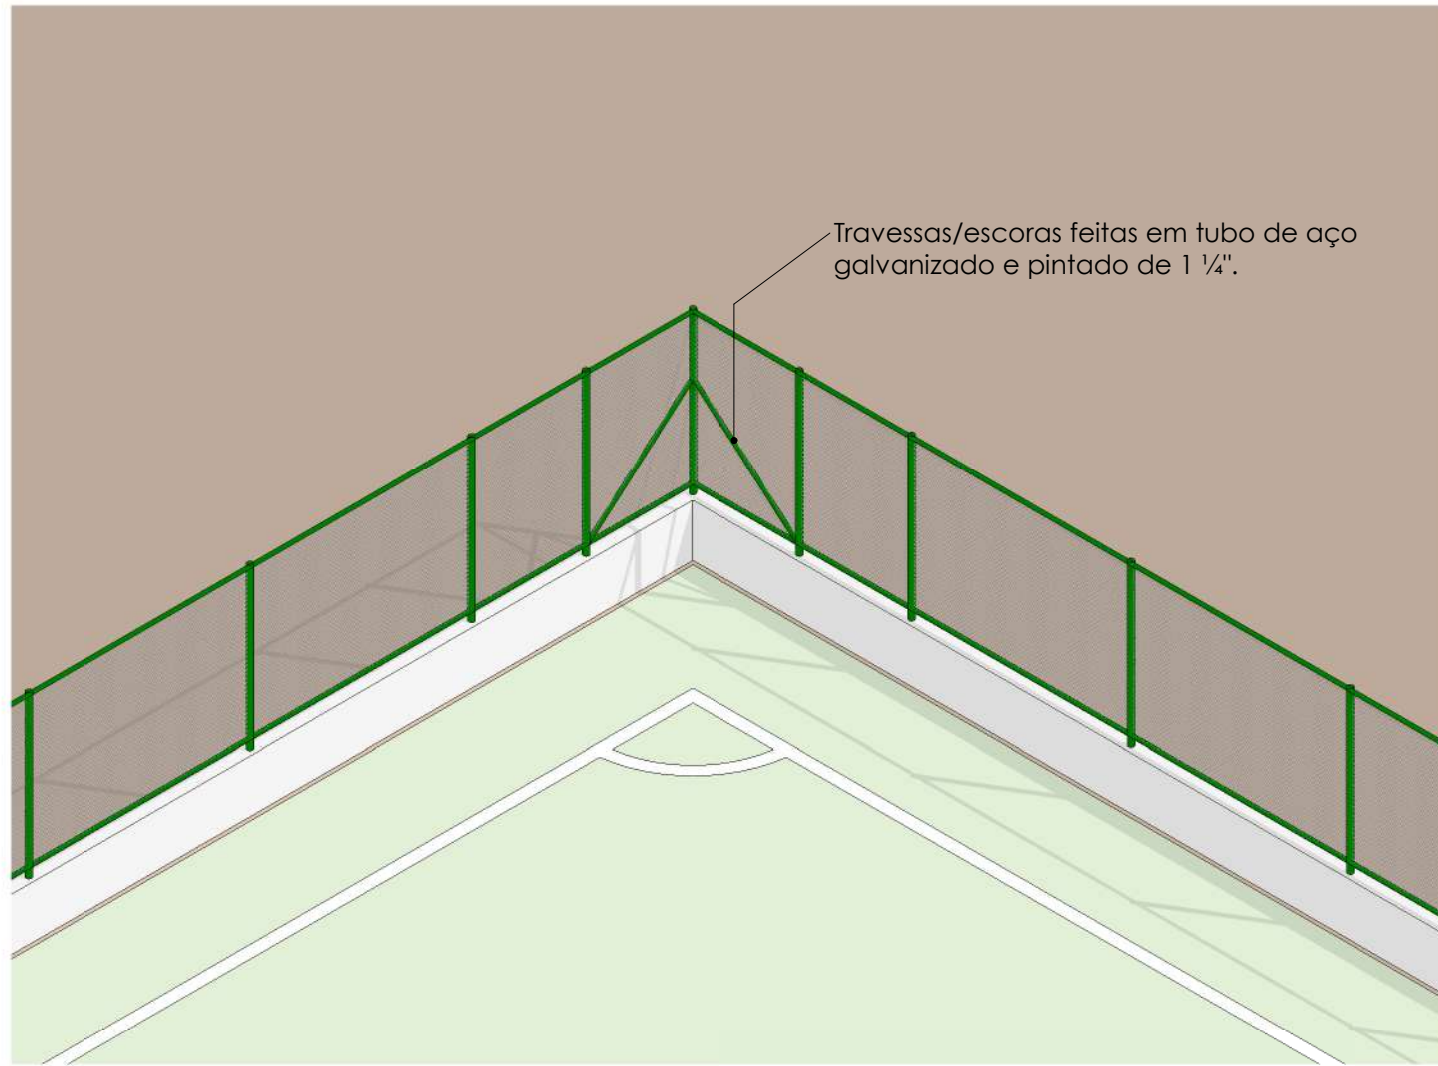 Travessas/escoras feitas em tubo de aço
galvanizado e pintado de 1 ¼".